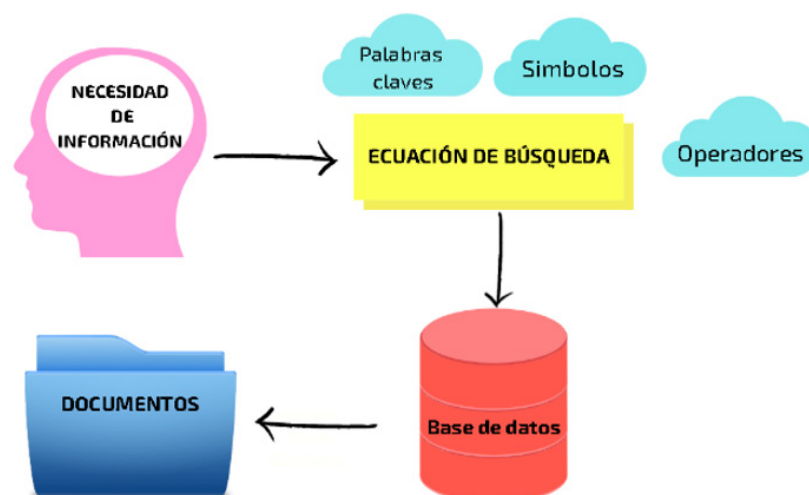 Palabras
claves
Simbolos
NECESIDAD
DE
INFORMACIÓN
ECUACIÓN DE BÚSQUEDA
Operadores
DOCUMENTOS
Base de datos